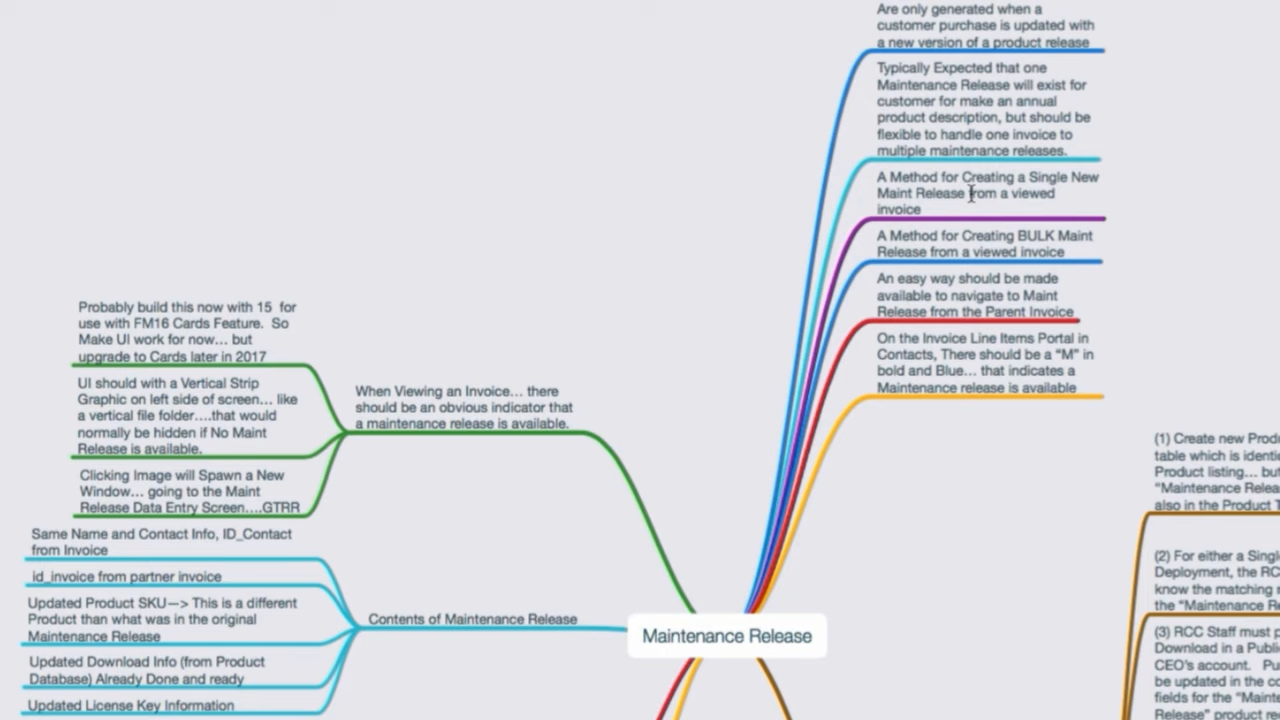 Are only generated when a
customer purchase is updated with
a new version of a product release
Typically Expected that one
Maintenance Release will exist for
customer for make an annual
product description, but should be
flexible to handle one invoice to
multiple maintenance releases.
A Method for Creating a Single New
Maint Release from a viewed
invoice
A Method for Creating BULK Maint
Release from a viewed invoice
An easy way should be made
available to navigate to Maint
Release from the Parent Invoice
On the Invoice Line Items Portal in
Contacts, There should be a “M” in
bold and Blue... that indicates a
Maintenance release is available
Probably build this now with 15 for
use with FM16 Cards Feature. So
Make UI work for now... but
upgrade to Cards later in 2017
UI should with a Vertical Strip
Graphic on left side of screen... like
a vertical file folder....that would
normally be hidden if No Maint
Release is available.
Clicking Image will Spawn a New
Window... going to the Maint
Release Data Entry Screen....GTRR
When Viewing an Invoice... there
should be an obvious indicator that
a maintenance release is available.
Same Name and Contact Info, ID_Contact
from Invoice
id_invoice from partner invoice
Updated Product SKU—> This is a different
Product than what was in the original
Maintenance Release
Updated Download Info (from Product
Database) Already Done and ready
Updated License Key Information
Contents of Maintenance Release
Maintenance Release
(1) Create new
table which is
Product listing... but
“Maintenance
also in the Product
(2) For either a
Deployment, the
know the matching
the “Maintenance
(3) RCC Staff must
Download in a
CEO's account.
be updated in the
fields for the
Release” product